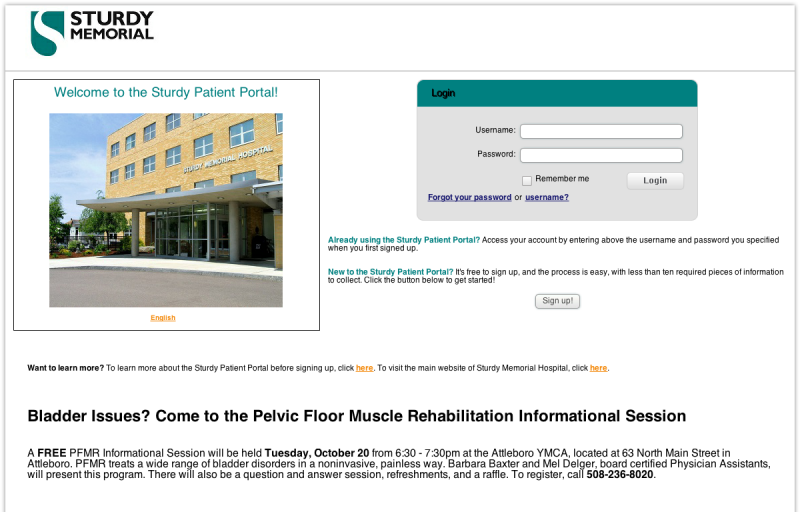 STURDY
MEMORIAL
Welcome to the Sturdy Patient Portal!
STURDY MEMORIAL HOSPITAL
English
Login
Username:
Password:
Remember me
Login
Forgot your password or username?
Already using the Sturdy Patient Portal? Access your account by entering above the username and password you specified
when you first signed up.
New to the Sturdy Patient Portal? It's free to sign up, and the process is easy, with less than ten required pieces of information
to collect. Click the button below to get started!
Sign up!
Want to learn more? To learn more about the Sturdy Patient Portal before signing up, click here. To visit the main website of Sturdy Memorial Hospital, click here.
Bladder Issues? Come to the Pelvic Floor Muscle Rehabilitation Informational Session
A FREE PFMR Informational Session will be held Tuesday, October 20 from 6:30 - 7:30pm at the Attleboro YMCA, located at 63 North Main Street in
Attleboro. PFMR treats a wide range of bladder disorders in a noninvasive, painless way. Barbara Baxter and Mel Delger, board certified Physician Assistants,
will present this program. There will also be a question and answer session, refreshments, and a raffle. To register, call 508-236-8020.